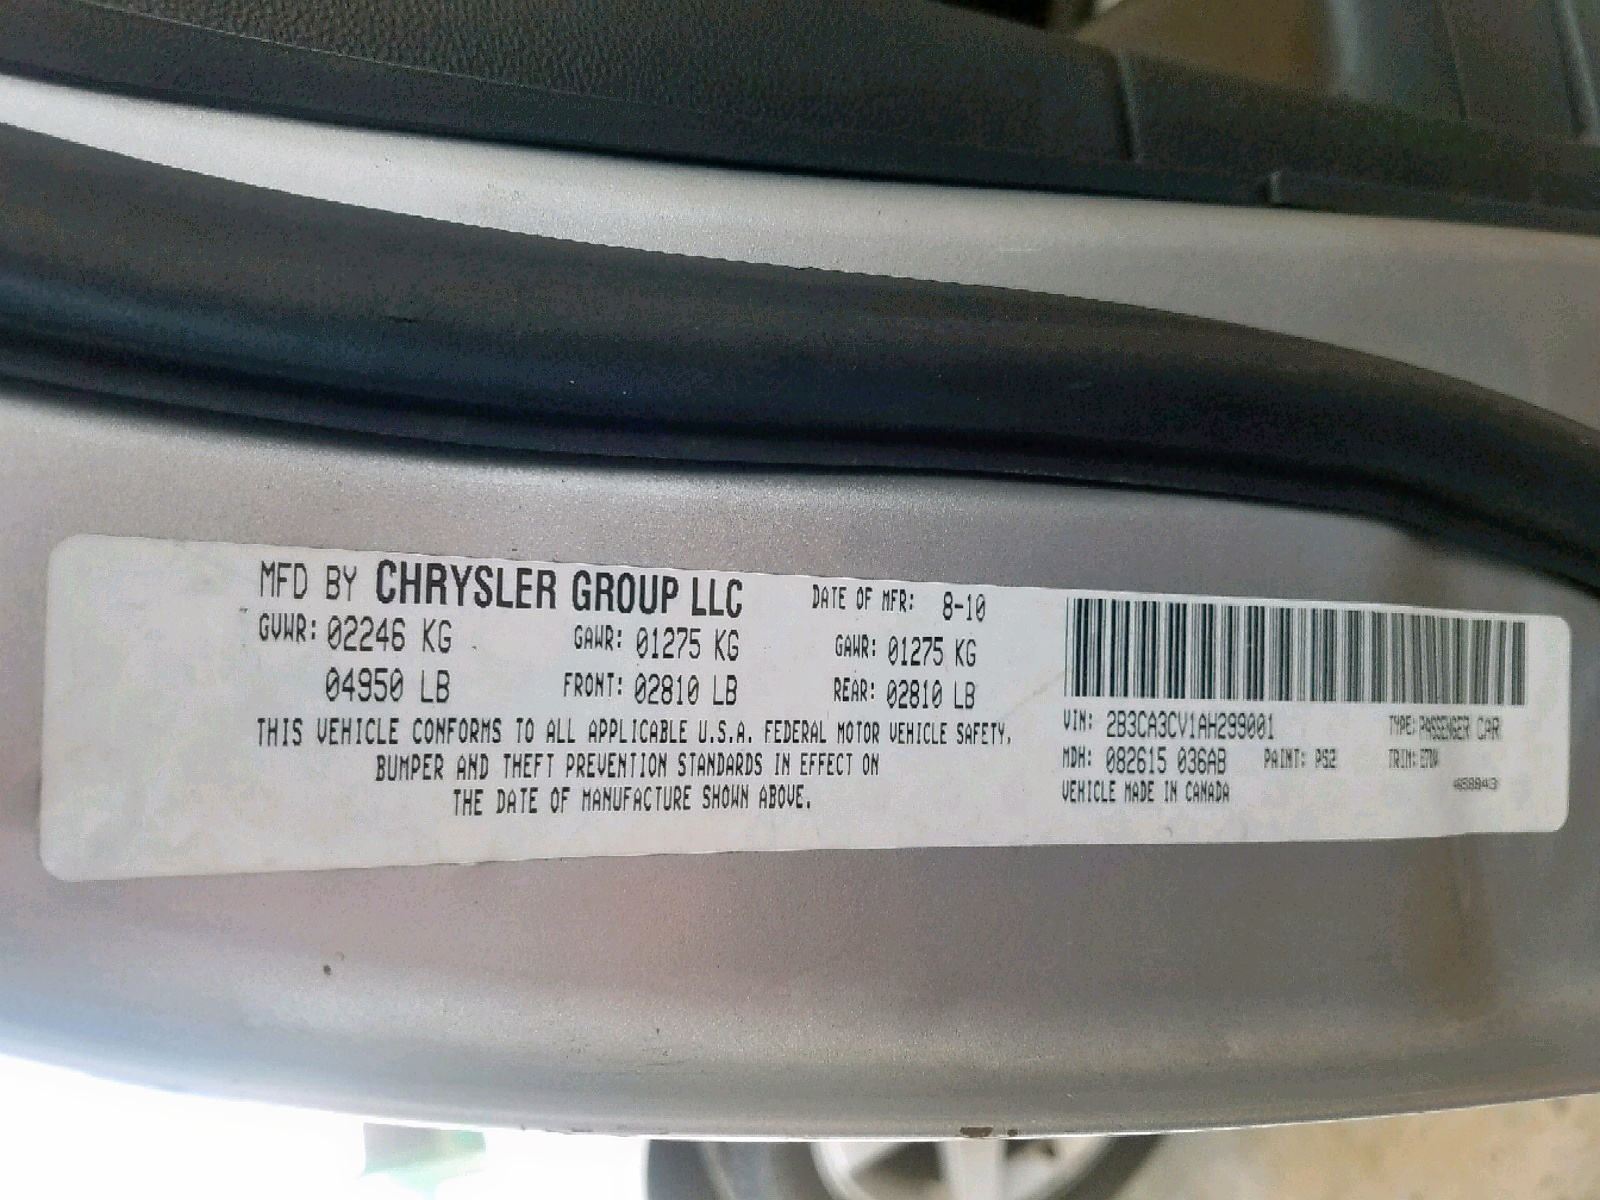 MFD BY CHRYSLER GROUP LLC DATE OF MFR: 8-10
GVWR: 02246 KG GAWR: 01275 KG GAWR: 01275 KG
04950 LB FRONT: 02810 LB REAR: 02810 LB
THIS VEHICLE CONFORMS TO ALL APPLICABLE U.S.A. FEDERAL MOTOR VEHICLE SAFETY,
BUMPER AND THEFT PREVENTION STANDARDS IN EFFECT ON
THE DATE OF MANUFACTURE SHOWN ABOVE.
VIN: 2B3CA3CV1AH299001 TYPE: PASSENGER CAR
MDH: 082615 036AB PAINT: PS2 TRIM:
VEHICLE MADE IN CANADA